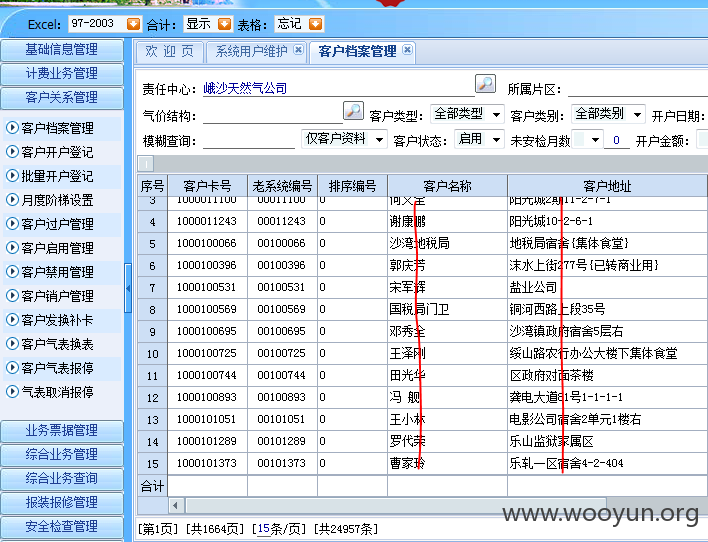 Excel: 97-2003 合计: 显示 表格: 忘记
基础信息管理
计费业务管理
客户关系管理
客户档案管理
客户开户登记
批量开户登记
月度阶梯设置
客户过户管理
客户启用管理
客户禁用管理
客户销户管理
客户发换补卡
客户气表换表
客户气表报停
气表取消报停
业务票据管理
综合业务管理
综合业务查询
报装报修管理
安全检查管理
欢 迎 页 系统用户维护 客户档案管理
责任中心: 峨沙天然气公司 所属片区:
气价结构: 客户类型: 全部类型 客户类别: 全部类别 开户日期:
模糊查询: 仅客户资料 客户状态: 启用 未安检月数 0 开户金额:
序号 客户卡号 老系统编号 排序编号 客户名称 客户地址
3 1000011100 00011100 0 阳光城2期11-2-7-1
4 1000011243 00011243 0 谢康鹏 阳光城10-2-6-1
5 1000100066 00100066 0 沙湾地税局 地税局宿舍{集体食堂}
6 1000100396 00100396 0 郭庆芳 沫水上街277号{已转商业用}
7 1000100531 00100531 0 宋军辉 盐业公司
8 1000100569 00100569 0 国税局门卫 铜河西路上段35号
9 1000100695 00100695 0 邓秀全 沙湾镇政府宿舍5层右
10 1000100725 00100725 0 王泽刚 绥山路农行办公大楼下集体食堂
11 1000100744 00100744 0 田光华 区政府对面茶楼
12 1000100893 00100893 0 冯 舰 龚电大道81号1-1-1-1
13 1000101051 00101051 0 王小林 电影公司宿舍2单元1楼右
14 1000101289 00101289 0 罗代荣 乐山监狱家属区
15 1000101373 00101373 0 曹家玲 乐轧一区宿舍4-2-404
合计
[第1页] [共1664页] [15条/页] [共24957条]
www.wooyun.org